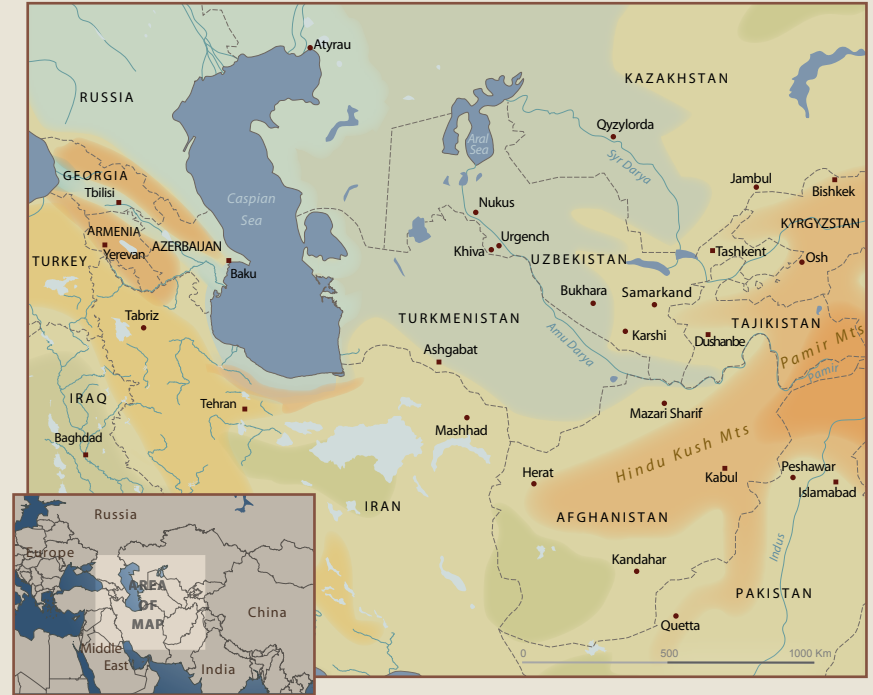 Atyrau
KAZAKHSTAN
RUSSIA
Qyzylorda
Aral
Sea
Syr Darya
GEORGIA
Tbilisi
Jambul
Bishkek
Caspian
Sea
Nukus
KYRGYZSTAN
ARMENIA
Yerevan
AZERBAIJAN
Urgench
Khiva
UZBEKISTAN
Tashkent
Osh
TURKEY
Baku
Bukhara
Samarkand
Tabriz
TURKMENISTAN
Karshi
TAJIKISTAN
Dushanbe
Pamir Mts
Pamir
Amu Darya
Ashgabat
IRAQ
Tehran
Mazari Sharif
Baghdad
Mashhad
Hindu Kush Mts
Herat
Kabul
Peshawar
Islamabad
IRAN
AFGHANISTAN
Indus
Kandahar
PAKISTAN
Quetta
0 500 1000 Km
Russia
Europe
AREA
OF
MAP
China
Middle
East
India